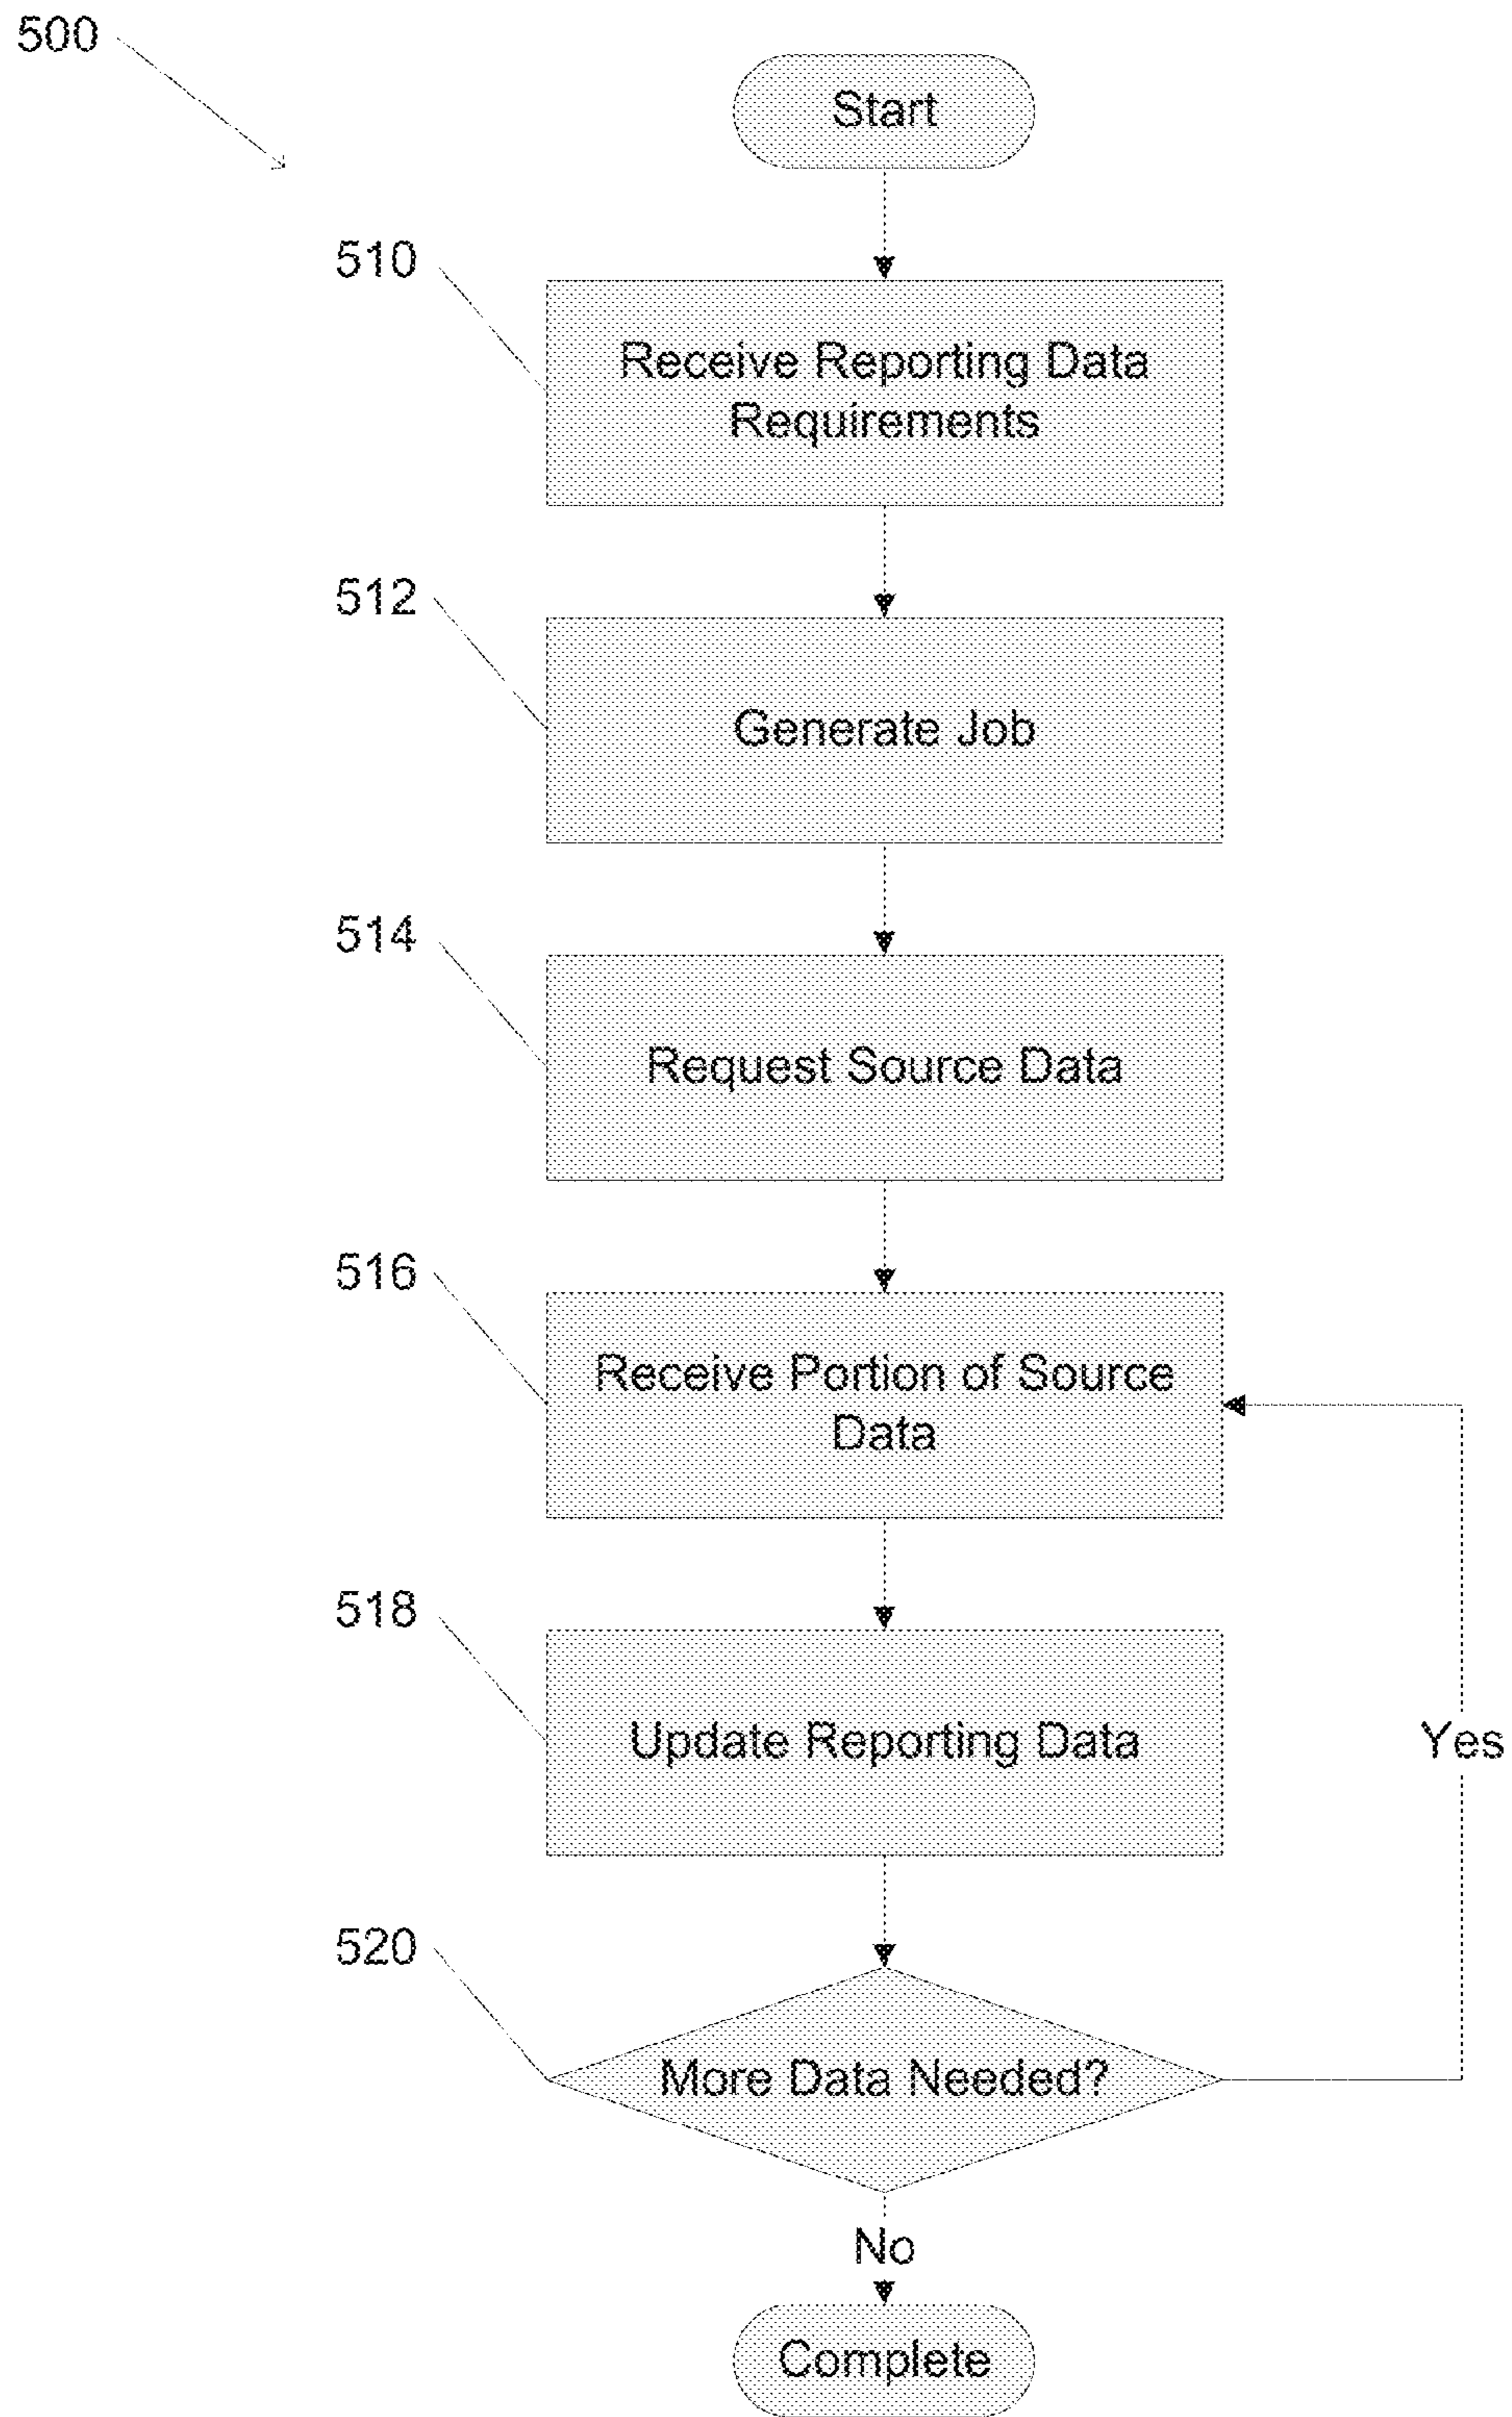 500
Start
510
Receive Reporting Data
Requirements
512
Generate Job
514
Request Source Data
516
Receive Portion of Source
Data
518
Update Reporting Data
Yes
520
More Data Needed?
No
Complete